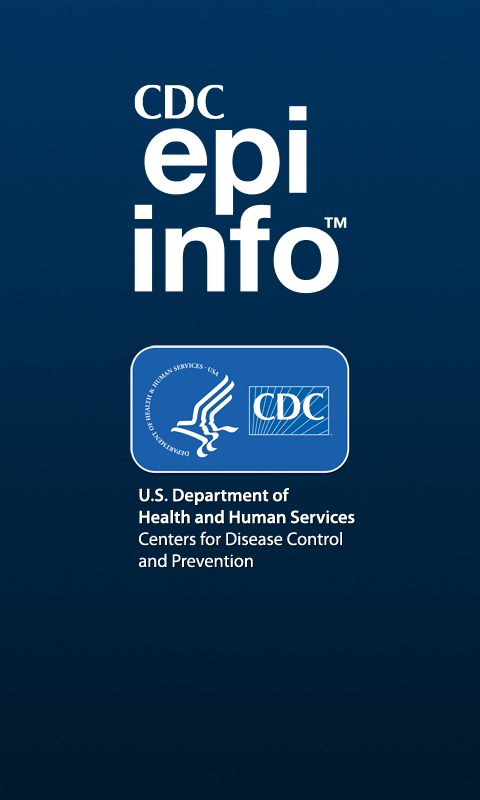 CDC
epi
info™
DEPARTMENT OF HEALTH & HUMAN SERVICES · USA
CDC
U.S. Department of
Health and Human Services
Centers for Disease Control
and Prevention